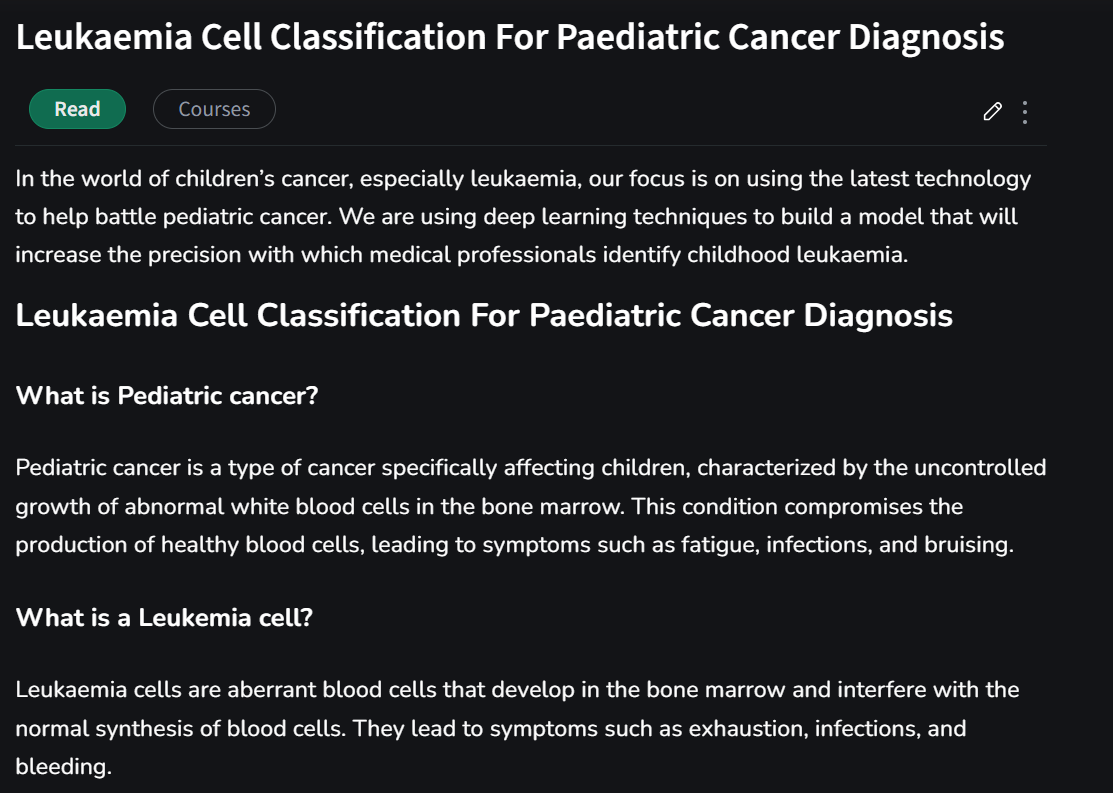 Leukaemia Cell Classification For Paediatric Cancer Diagnosis
Read
Courses
In the world of children’s cancer, especially leukaemia, our focus is on using the latest technology
to help battle pediatric cancer. We are using deep learning techniques to build a model that will
increase the precision with which medical professionals identify childhood leukaemia.
Leukaemia Cell Classification For Paediatric Cancer Diagnosis
What is Pediatric cancer?
Pediatric cancer is a type of cancer specifically affecting children, characterized by the uncontrolled
growth of abnormal white blood cells in the bone marrow. This condition compromises the
production of healthy blood cells, leading to symptoms such as fatigue, infections, and bruising.
What is a Leukemia cell?
Leukaemia cells are aberrant blood cells that develop in the bone marrow and interfere with the
normal synthesis of blood cells. They lead to symptoms such as exhaustion, infections, and
bleeding.